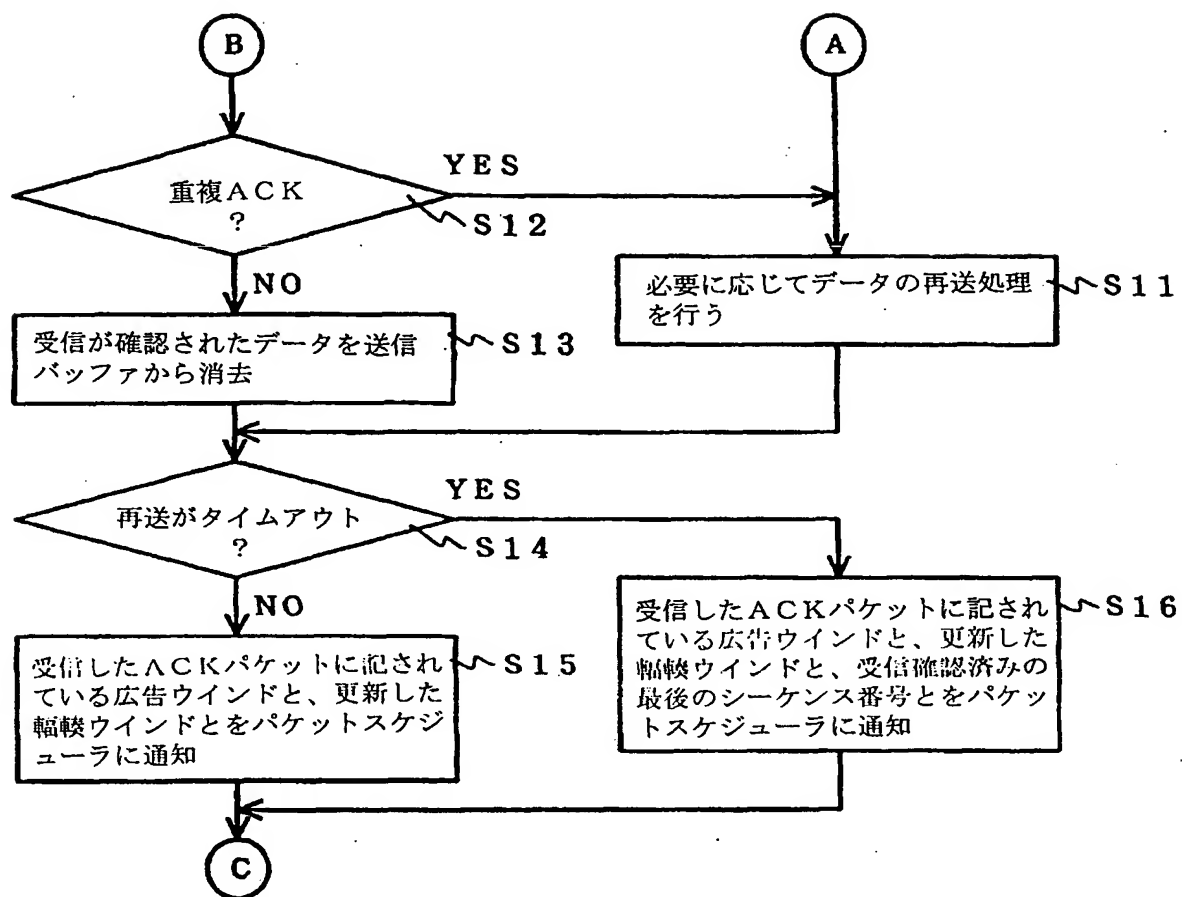 B
A
YES
重複ACK
?
S12
NO
必要に応じてデータの再送処理
を行う
S11
受信が確認されたデータを送信
バッファから消去
S13
YES
再送がタイムアウト
?
S14
NO
受信したACKパケットに記され
ている広告ウインドと、更新した
輻輳ウインドと、受信確認済みの
最後のシーケンス番号とをパケッ
トスケジューラに通知
S16
受信したACKパケットに記され
ている広告ウインドと、更新した
輻輳ウインドとをパケットスケジ
ューラに通知
S15
C